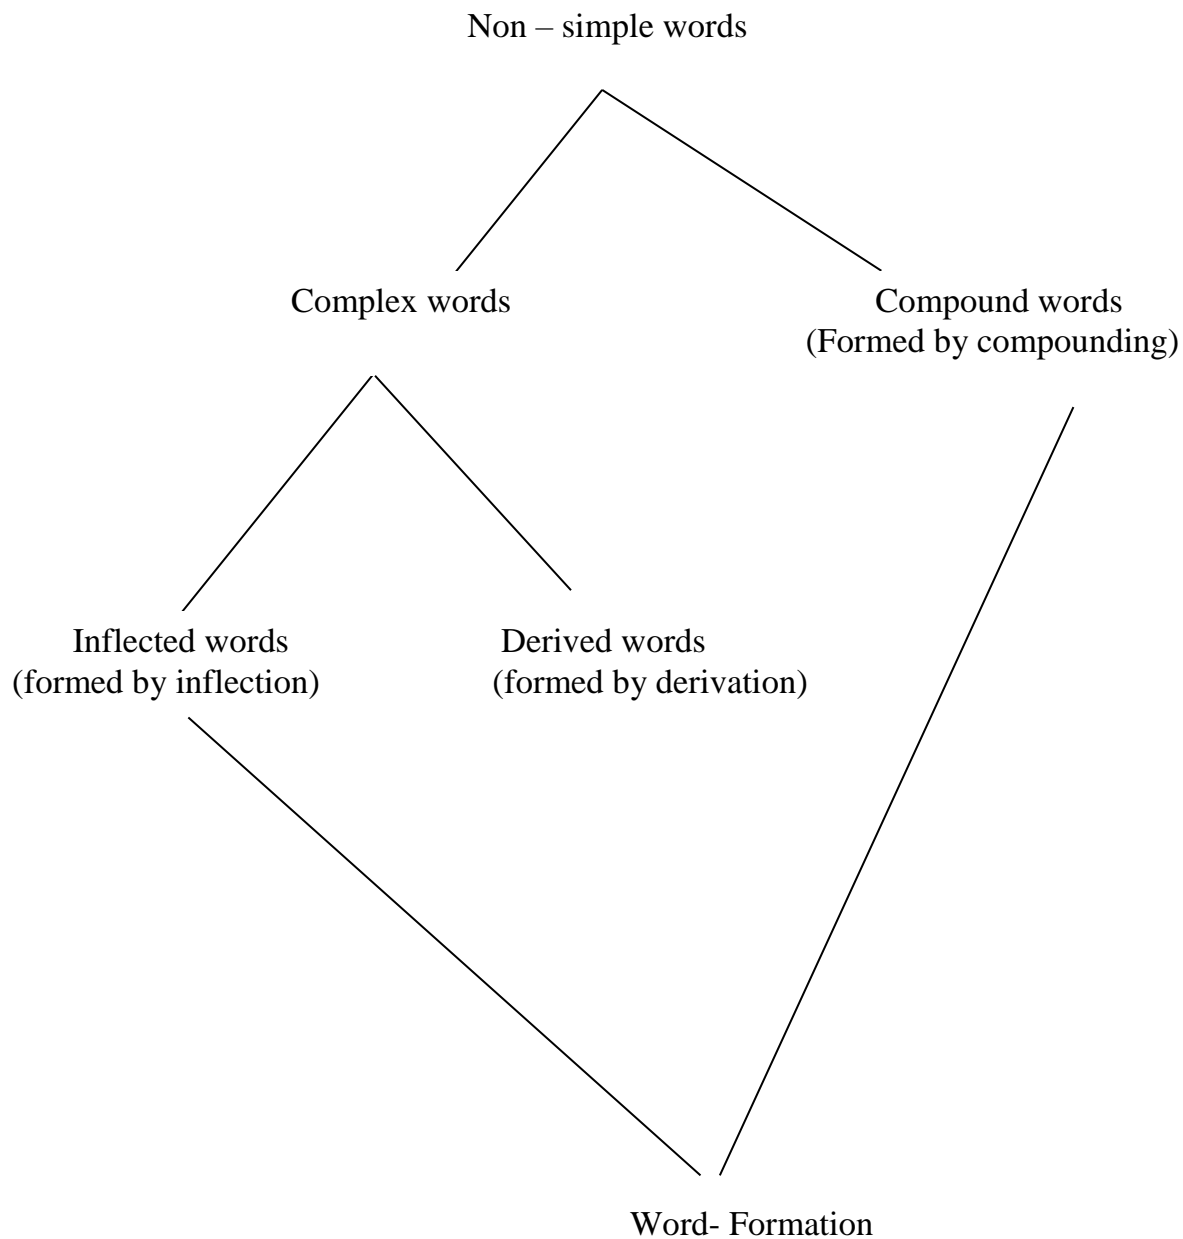 Non – simple words
Complex words
Compound words
(Formed by compounding)
Inflected words
(formed by inflection)
Derived words
(formed by derivation)
Word- Formation